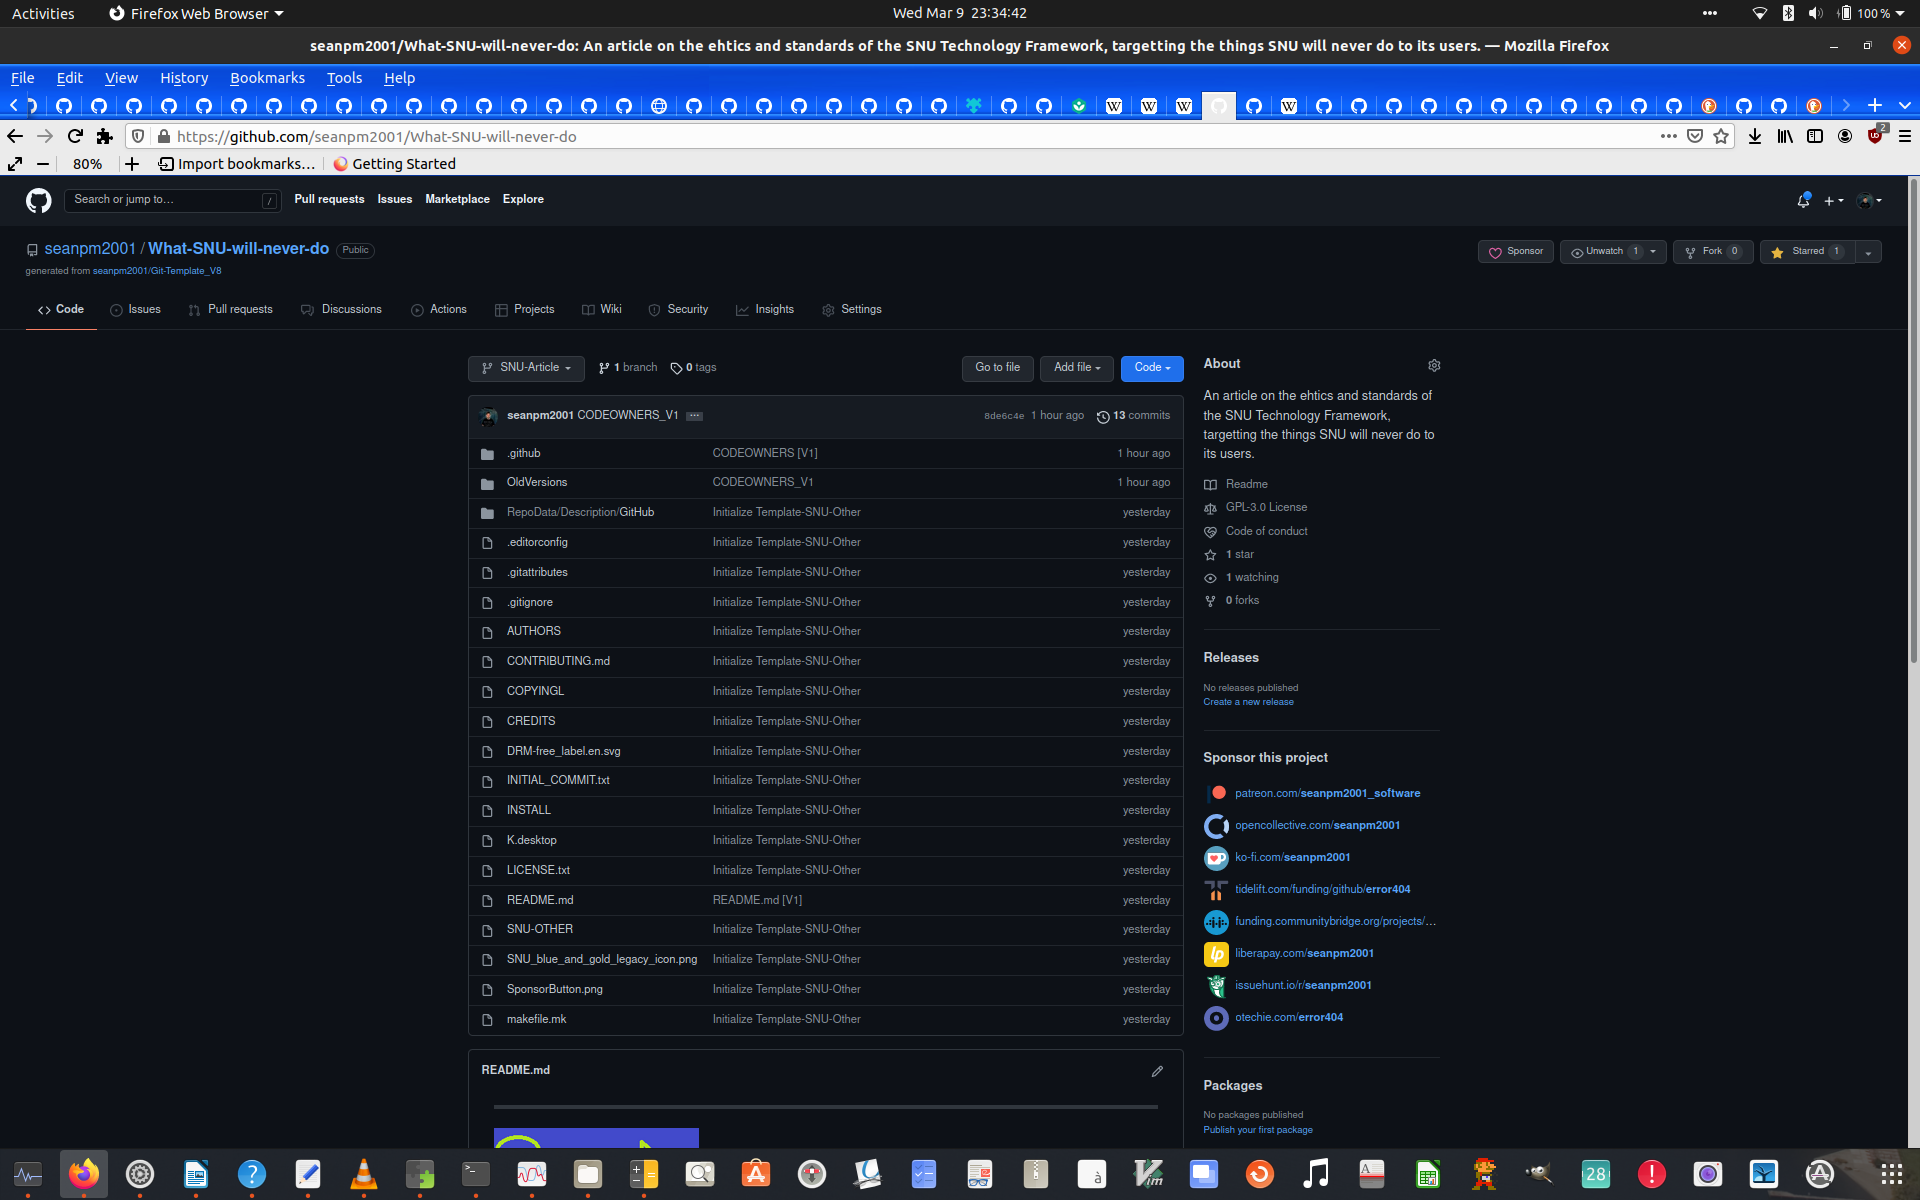 Activities
Firefox Web Browser
Wed Mar 9 23:34:42
100 %
seanpm2001/What-SNU-will-never-do: An article on the ehtics and standards of the SNU Technology Framework, targetting the things SNU will never do to its users. — Mozilla Firefox
File Edit View History Bookmarks Tools Help
https://github.com/seanpm2001/What-SNU-will-never-do
2
80%
Import bookmarks...
Getting Started
Search or jump to...
/
Pull requests Issues Marketplace Explore
seanpm2001 / What-SNU-will-never-do Public
generated from seanpm2001/Git-Template_V8
Sponsor
Unwatch 1
Fork 0
Starred 1
Code Issues Pull requests Discussions Actions Projects Wiki Security Insights Settings
SNU-Article
1 branch
0 tags
Go to file
Add file
Code
seanpm2001 CODEOWNERS_V1 ...
8de6c4e 1 hour ago
13 commits
.github CODEOWNERS [V1] 1 hour ago
OldVersions CODEOWNERS_V1 1 hour ago
RepoData/Description/GitHub Initialize Template-SNU-Other yesterday
.editorconfig Initialize Template-SNU-Other yesterday
.gitattributes Initialize Template-SNU-Other yesterday
.gitignore Initialize Template-SNU-Other yesterday
AUTHORS Initialize Template-SNU-Other yesterday
CONTRIBUTING.md Initialize Template-SNU-Other yesterday
COPYINGL Initialize Template-SNU-Other yesterday
CREDITS Initialize Template-SNU-Other yesterday
DRM-free_label.en.svg Initialize Template-SNU-Other yesterday
INITIAL_COMMIT.txt Initialize Template-SNU-Other yesterday
INSTALL Initialize Template-SNU-Other yesterday
K.desktop Initialize Template-SNU-Other yesterday
LICENSE.txt Initialize Template-SNU-Other yesterday
README.md README.md [V1] yesterday
SNU-OTHER Initialize Template-SNU-Other yesterday
SNU_blue_and_gold_legacy_icon.png Initialize Template-SNU-Other yesterday
SponsorButton.png Initialize Template-SNU-Other yesterday
makefile.mk Initialize Template-SNU-Other yesterday
README.md
About
An article on the ehtics and standards of
the SNU Technology Framework,
targetting the things SNU will never do to
its users.
Readme
GPL-3.0 License
Code of conduct
1 star
1 watching
0 forks
Releases
No releases published
Create a new release
Sponsor this project
patreon.com/seanpm2001_software
opencollective.com/seanpm2001
ko-fi.com/seanpm2001
tidelift.com/funding/github/error404
funding.communitybridge.org/projects/...
liberapay.com/seanpm2001
issuehunt.io/r/seanpm2001
otechie.com/error404
Packages
No packages published
Publish your first package
28